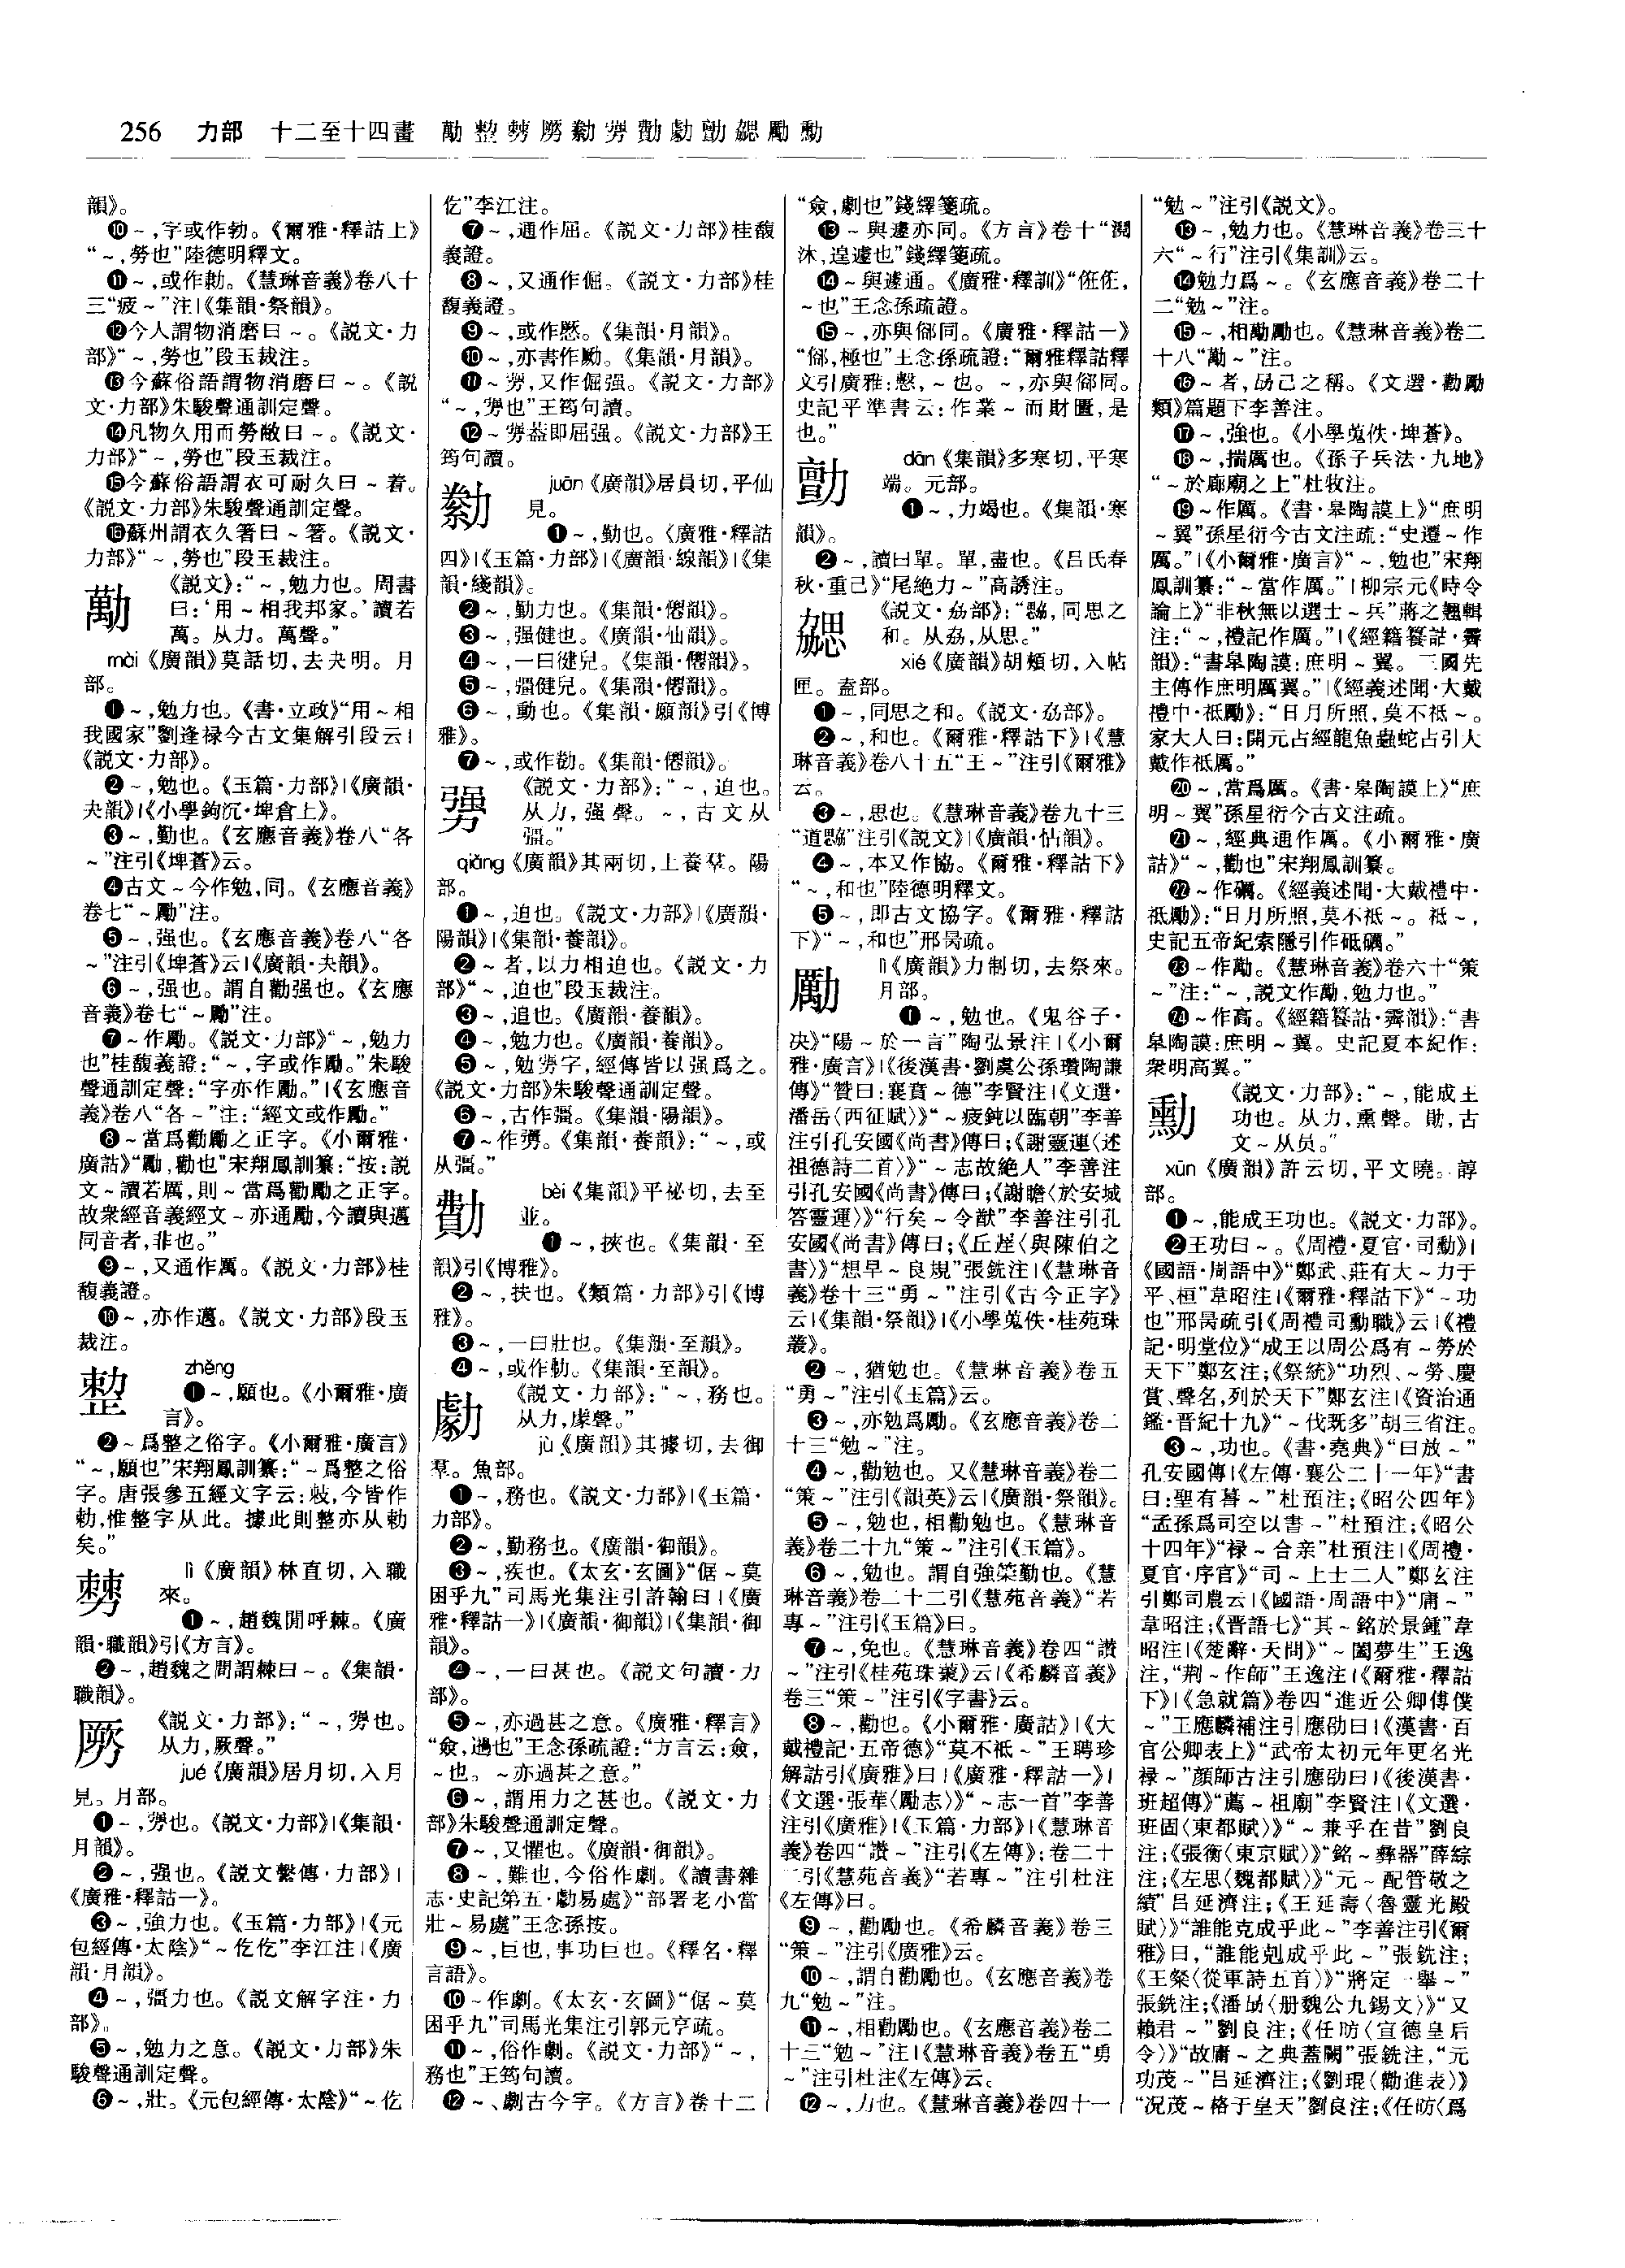 256 力部 十二至十四畫 勱整勶勥勬勥勫勮勯勰勵勳
韻》。
❿～,字或作勩。《爾雅·釋詁上》
“～,勞也”陸德明釋文。
⓫～,或作勚。《慧琳音義》卷八十
三“疲～”注|《集韻·祭韻》。
⓬今人謂物消磨曰～。《説文·力
部》“～,勞也”段玉裁注。
⓭今蘇俗語謂物消磨曰～。《説
文·力部》朱駿聲通訓定聲。
⓮凡物久用而勞敝曰～。《説文·
力部》“～,勞也”段玉裁注。
⓯今蘇俗語謂衣可耐久曰～着。
《説文·力部》朱駿聲通訓定聲。
⓰蘇州謂衣久箸曰～箸。《説文·
力部》“～,勞也”段玉裁注。
勱 《説文》:“～,勉力也。周書
曰:‘用～相我邦家。’讀若
萬。从力。萬聲。”
mài《廣韻》莫話切,去夬明。月
部。
❶～,勉力也。《書·立政》“用～相
我國家”劉逢禄今古文集解引段云|
《説文·力部》。
❷～,勉也。《玉篇·力部》|《廣韻·
夬韻》|《小學鉤沉·埤倉上》。
❸～,勤也。《玄應音義》卷八“各
～”注引《埤蒼》云。
❹古文～今作勉,同。《玄應音義》
卷七“～勵”注。
❺～,强也。《玄應音義》卷八“各
～”注引《埤蒼》云|《廣韻·夬韻》。
❻～,强也。謂自勸强也。《玄應
音義》卷七“～勵”注。
❼～作勵。《説文·力部》“～,勉力
也”桂馥義證:“～,字或作勵。”朱駿
聲通訓定聲:“字亦作勵。”|《玄應音
義》卷八“各～”注:“經文或作勵。”
❽～當爲勸勵之正字。《小爾雅·
廣詁》“勵,勸也”宋翔鳳訓纂:“按:説
文～讀若厲,則～當爲勸勵之正字。
故衆經音義經文～亦通勵,今讀與邁
同音者,非也。”
❾～,又通作厲。《説文·力部》桂
馥義證。
❿～,亦作邁。《説文·力部》段玉
裁注。
zhěng
❶～,願也。《小爾雅·廣
言》。
❷～爲整之俗字。《小爾雅·廣言》
“～,願也”宋翔鳳訓纂:“～爲整之俗
字。唐張參五經文字云:敕,今皆作
勑,惟整字从此。據此則整亦从勑
矣。”
lì《廣韻》林直切,入職
來。
❶～,趙魏閒呼棘。《廣
韻·職韻》引《方言》。
❷～,趙魏之間謂棘曰～。《集韻·
職韻》。
《説文·力部》:“～,勥也。
从力,厥聲。”
jué《廣韻》居月切,入月
見。月部。
❶～,勥也。《説文·力部》|《集韻·
月韻》。
❷～,强也。《説文繫傳·力部》|
《廣雅·釋詁一》。
❸～,強力也。《玉篇·力部》|《元
包經傳·太陰》“～仡仡”李江注|《廣
韻·月韻》。
❹～,彊力也。《説文解字注·力
部》。
❺～,勉力之意。《説文·力部》朱
駿聲通訓定聲。
❻～,壯。《元包經傳·太陰》“～仡
仡”李江注。
❼～,通作屈。《説文·力部》桂馥
義證。
❽～,又通作倔。《説文·力部》桂
馥義證。
❾～,或作憠。《集韻·月韻》。
❿～,亦書作勵。《集韻·月韻》。
⓫～勥,又作倔强。《説文·力部》
“～,勥也”王筠句讀。
⓬～勥葢即屈强。《説文·力部》王
筠句讀。
勬 juān《廣韻》居員切,平仙
見。
❶～,勤也。《廣雅·釋詁
四》|《玉篇·力部》|《廣韻·線韻》|《集
韻·綫韻》。
❷～,勤力也。《集韻·僊韻》。
❸～,强健也。《廣韻·仙韻》。
❹～,一曰健皃。《集韻·僊韻》。
❺～,彊健皃。《集韻·僊韻》。
❻～,動也。《集韻·願韻》引《博
雅》。
❼～,或作勌。《集韻·僊韻》。
勥 《説文·力部》:“～,迫也。
从力,强聲。～,古文从
彊。”
qiǎng《廣韻》其兩切,上養羣。陽
部。
❶～,迫也。《説文·力部》|《廣韻·
陽韻》|《集韻·養韻》。
❷～者,以力相迫也。《説文·力
部》“～,迫也”段玉裁注。
❸～,追也。《廣韻·養韻》。
❹～,勉力也。《廣韻·養韻》。
❺～,勉勥字,經傳皆以强爲之。
《説文·力部》朱駿聲通訓定聲。
❻～,古作彊。《集韻·陽韻》。
❼～作勇。《集韻·養韻》:“～,或
从彊。”
bèi《集韻》平祕切,去至
並。
❶～,挾也。《集韻·至
韻》引《博雅》。
❷～,扶也。《類篇·力部》引《博
雅》。
❸～,一曰壯也。《集韻·至韻》。
❹～,或作勓。《集韻·至韻》。
勮 《説文·力部》:“～,務也。
从力,豦聲。”
jù《廣韻》其據切,去御
羣。魚部。
❶～,務也。《説文·力部》|《玉篇·
力部》。
❷～,勤務也。《廣韻·御韻》。
❸～,疾也。《太玄·玄圖》“倨～莫
困乎九”司馬光集注引許翰曰|《廣
雅·釋詁一》|《廣韻·御韻》|《集韻·御
韻》。
❹～,一曰甚也。《説文句讀·力
部》。
❺～,亦過甚之意。《廣雅·釋言》
“僉,過也”王念孫疏證:“方言云:僉,
～也。～亦過甚之意。”
❻～,謂用力之甚也。《説文·力
部》朱駿聲通訓定聲。
❼～,又懼也。《廣韻·御韻》。
❽～,難也,今俗作劇。《讀書雜
志·史記第五·勮易處》“部署老小當
壯～易處”王念孫按。
❾～,巨也,事功巨也。《釋名·釋
言語》。
❿～作劇。《太玄·玄圖》“倨～莫
困乎九”司馬光集注引郭元亨疏。
⓫～,俗作劇。《説文·力部》“～,
務也”王筠句讀。
⓬～、劇古今字。《方言》卷十二
“僉,劇也”錢繹箋疏。
⓭～與遽亦同。《方言》卷十“㵎
沐,遑遽也”錢繹箋疏。
⓮～與遽通。《廣雅·釋訓》“俇俇,
～也”王念孫疏證。
⓯～,亦與㑢同。《廣雅·釋詁一》
“㑢,極也”王念孫疏證:“爾雅釋詁釋
文引廣雅:㱅,～也。～,亦與㑢同。
史記平準書云:作業～而財匱,是
也。”
勯 dān《集韻》多寒切,平寒
端。元部。
❶～,力竭也。《集韻·寒
韻》。
❷～,讀曰單。單,盡也。《吕氏春
秋·重己》“尾絶力～”高誘注。
勰 《説文·劦部》:“勰,同思之
和。从劦,从思。”
xié《廣韻》胡頰切,入帖
匣。盍部。
❶～,同思之和。《説文·劦部》。
❷～,和也。《爾雅·釋詁下》|《慧
琳音義》卷八十五“王～”注引《爾雅》
云。
❸～,思也。《慧琳音義》卷九十三
“道勰”注引《説文》|《廣韻·帖韻》。
❹～,本又作協。《爾雅·釋詁下》
“～,和也”陸德明釋文。
❺～,即古文協字。《爾雅·釋詁
下》“～,和也”邢昺疏。
勵 lì《廣韻》力制切,去祭來。
月部。
❶～,勉也。《鬼谷子·
决》“陽～於一言”陶弘景注|《小爾
雅·廣言》|《後漢書·劉虞公孫瓚陶謙
傳》“贊曰:襄賁～德”李賢注|《文選·
潘岳〈西征賦〉》“～疲鈍以臨朝”李善
注引孔安國《尚書》傳曰;《謝靈運〈述
祖德詩二首〉》“～志故絶人”李善注
引孔安國《尚書》傳曰;《謝瞻〈於安城
答靈運〉》“行矣～令猷”李善注引孔
安國《尚書》傳曰;《丘遲〈與陳伯之
書〉》“想早～良規”張銑注|《慧琳音
義》卷十三“勇～”注引《古今正字》
云|《集韻·祭韻》|《小學蒐佚·桂苑珠
叢》。
❷～,猶勉也。《慧琳音義》卷五
“勇～”注引《玉篇》云。
❸～,亦勉爲勵。《玄應音義》卷二
十三“勉～”注。
❹～,勸勉也。又《慧琳音義》卷二
“策～”注引《韻英》云|《廣韻·祭韻》。
❺～,勉也,相勸勉也。《慧琳音
義》卷二十九“策～”注引《玉篇》。
❻～,勉也。謂自強榮勤也。《慧
琳音義》卷二十二引《慧苑音義》“若
專～”注引《玉篇》曰。
❼～,免也。《慧琳音義》卷四“讚
～”注引《桂苑珠叢》云|《希麟音義》
卷三“策～”注引《字書》云。
❽～,勸也。《小爾雅·廣詁》|《大
戴禮記·五帝德》“莫不祇～”王聘珍
解詁引《廣雅》曰|《廣雅·釋詁一》|
《文選·張華〈勵志〉》“～志一首”李善
注引《廣雅》|《玉篇·力部》|《慧琳音
義》卷四“讚～”注引《左傳》;卷二十
二引《慧苑音義》“若專～”注引杜注
《左傳》曰。
❾～,勸勵也。《希麟音義》卷三
“策～”注引《廣雅》云。
❿～,謂自勸勵也。《玄應音義》卷
九“勉～”注。
⓫～,相勸勵也。《玄應音義》卷二
十三“勉～”注|《慧琳音義》卷五“勇
～”注引杜注《左傳》云。
⓬～,力也。《慧琳音義》卷四十一
“勉～”注引《説文》。
⓭～,勉力也。《慧琳音義》卷三十
六“～行”注引《集訓》云。
⓮勉力爲～。《玄應音義》卷二十
二“勉～”注。
⓯～,相勸勵也。《慧琳音義》卷二
十八“勸～”注。
⓰～者,勗己之稱。《文選·勸勵
類》篇題下李善注。
⓱～,強也。《小學蒐佚·埤蒼》。
⓲～,揣厲也。《孫子兵法·九地》
“～於廊廟之上”杜牧注。
⓳～作厲。《書·皋陶謨上》“庶明
～翼”孫星衍今古文注疏:“史遷～作
厲。”|《小爾雅·廣言》“～,勉也”宋翔
鳳訓纂:“～當作厲。”|柳宗元《時令
論上》“非秋無以選士～兵”蔣之翹輯
注:“～,禮記作厲。”|《經籍籑詁·霽
韻》:“書皋陶謨:庶明～翼。三國先
主傳作庶明厲翼。”|《經義述聞·大戴
禮中·祗勵》:“日月所照,莫不祗～。
家大人曰:開元占經龍魚蟲蛇占引大
戴作祗厲。”
⓴～,當爲厲。《書·皋陶謨上》“庶
明～翼”孫星衍今古文注疏。
㉑～,經典通作厲。《小爾雅·廣
詁》“～,勸也”宋翔鳳訓纂。
㉒～作礪。《經義述聞·大戴禮中·
祗勵》:“日月所照,莫不祗～。祗～,
史記五帝紀索隱引作砥礪。”
㉓～作勱。《慧琳音義》卷六十“策
～”注:“～,説文作勱,勉力也。”
㉔～作高。《經籍籑詁·霽韻》:“書
皋陶謨:庶明～翼。史記夏本紀作:
衆明高翼。”
勳 《説文·力部》:“～,能成王
功也。从力,熏聲。勛,古
文～从員。”
xūn《廣韻》許云切,平文曉。諄
部。
❶～,能成王功也。《説文·力部》。
❷王功曰～。《周禮·夏官·司勳》|
《國語·周語中》“鄭武、莊有大～力于
平、桓”韋昭注|《爾雅·釋詁下》“～功
也”邢昺疏引《周禮司勳職》云|《禮
記·明堂位》“成王以周公爲有～勞於
天下”鄭玄注;《祭統》“功烈、～勞、慶
賞、聲名,列於天下”鄭玄注|《資治通
鑑·晋紀十九》“～伐既多”胡三省注。
❸～,功也。《書·堯典》“曰放～”
孔安國傳|《左傳·襄公二十一年》“書
曰:聖有謩～”杜預注;《昭公四年》
“孟孫爲司空以書～”杜預注;《昭公
十四年》“禄～合亲”杜預注|《周禮·
夏官·序官》“司～上士二人”鄭玄注
引鄭司農云|《國語·周語中》“庸～”
韋昭注;《晋語七》“其～銘於景鍾”韋
昭注|《楚辭·天問》“～闔夢生”王逸
注,“荆～作師”王逸注|《爾雅·釋詁
下》|《急就篇》卷四“進近公卿傅僕
～”王應麟補注引應劭曰|《漢書·百
官公卿表上》“武帝太初元年更名光
禄～”顔師古注引應劭曰|《後漢書·
班超傳》“薦～祖廟”李賢注|《文選·
班固〈東都賦〉》“～兼乎在昔”劉良
注;《張衡〈東京賦〉》“銘～彝器”薛綜
注;《左思〈魏都賦〉》“元～配管敬之
績”吕延濟注;《王延壽〈魯靈光殿
賦〉》“誰能克成乎此～”李善注引《爾
雅》曰,“誰能剋成乎此～”張銑注;
《王粲〈從軍詩五首〉》“將定一舉～”
張銑注;《潘勗〈册魏公九錫文〉》“又
賴君～”劉良注;《任昉〈宣德皇后
令〉》“故庸～之典蓋闕”張銑注,“元
功茂～”吕延濟注;《劉琨〈勸進表〉》
“况茂～格于皇天”劉良注;《任昉〈爲